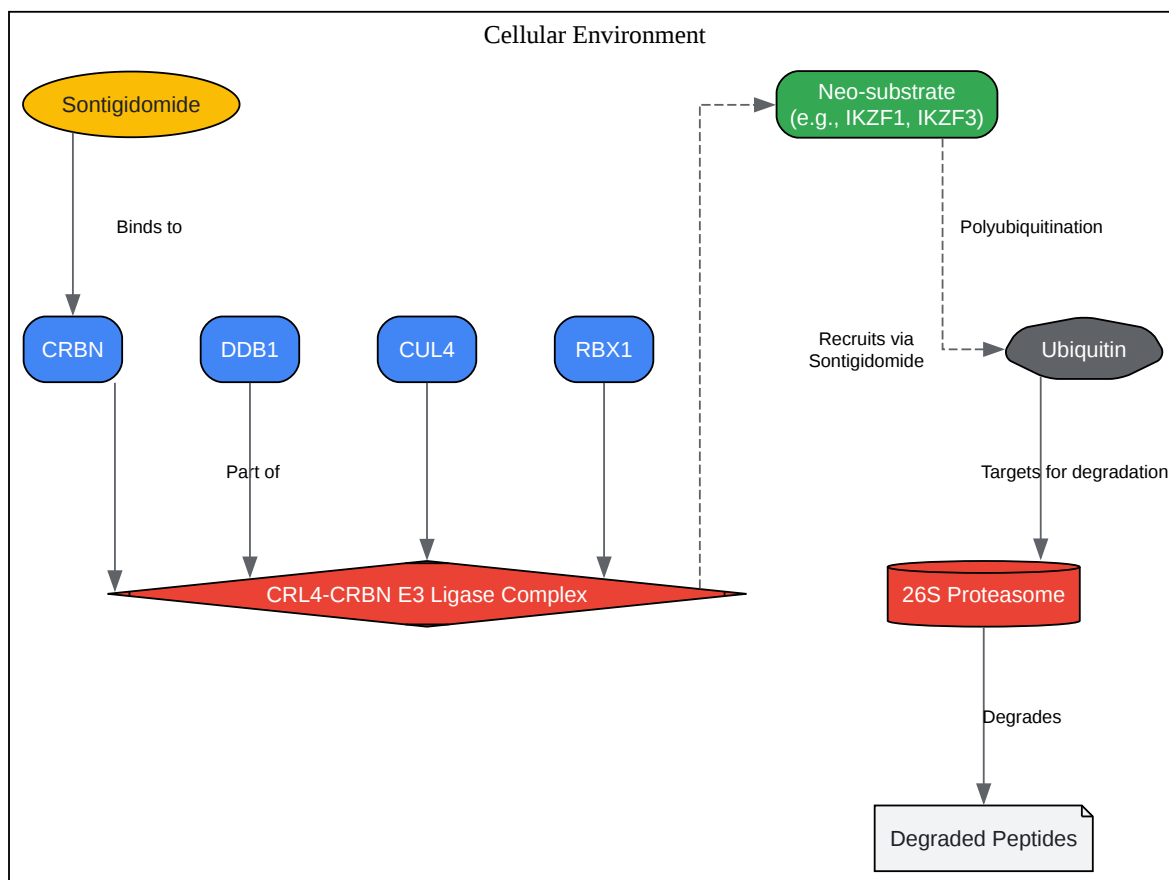 Cellular Environment
Sontigidomide
Neo-substrate
(e.g., IKZF1, IKZF3)
Binds to
Polyubiquitination
CRBN
DDB1
CUL4
RBX1
Recruits via
Sontigidomide
Ubiquitin
Part of
Targets for degradation
CRL4-CRBN E3 Ligase Complex
26S Proteasome
Degrades
Degraded Peptides